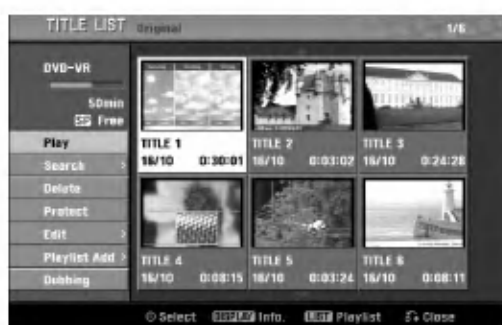 TITLE LIST Original 1/6
DVD-VR
50min
SP Free
Play
Search >
Delete
Protect
Edit >
Playlist Add >
Dubbing
TITLE 1
16/10 0:30:01
TITLE 2
16/10 0:03:02
TITLE 3
16/10 0:24:28
TITLE 4
16/10 0:08:15
TITLE 5
16/10 0:03:24
TITLE 6
16/10 0:08:11
Select DISPLAY Info. LIST Playlist Close